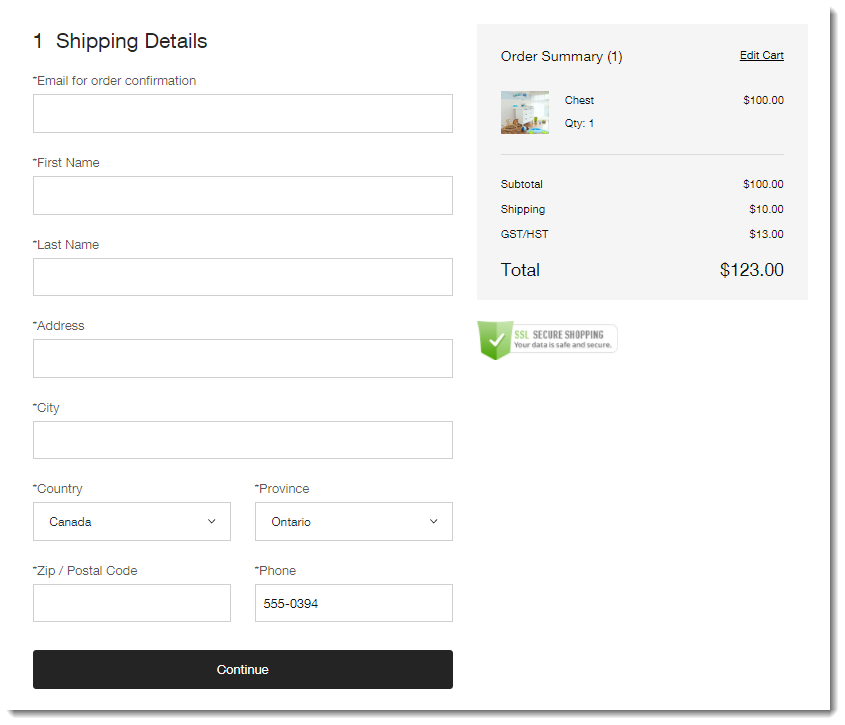 1 Shipping Details
*Email for order confirmation
*First Name
*Last Name
*Address
*City
*Country
*Province
Canada
Ontario
*Zip / Postal Code
*Phone
555-0394
Continue
Order Summary (1)
Edit Cart
Chest
$100.00
Qty: 1
Subtotal
$100.00
Shipping
$10.00
GST/HST
$13.00
Total
$123.00
SSL SECURE SHOPPING
Your data is safe and secure.